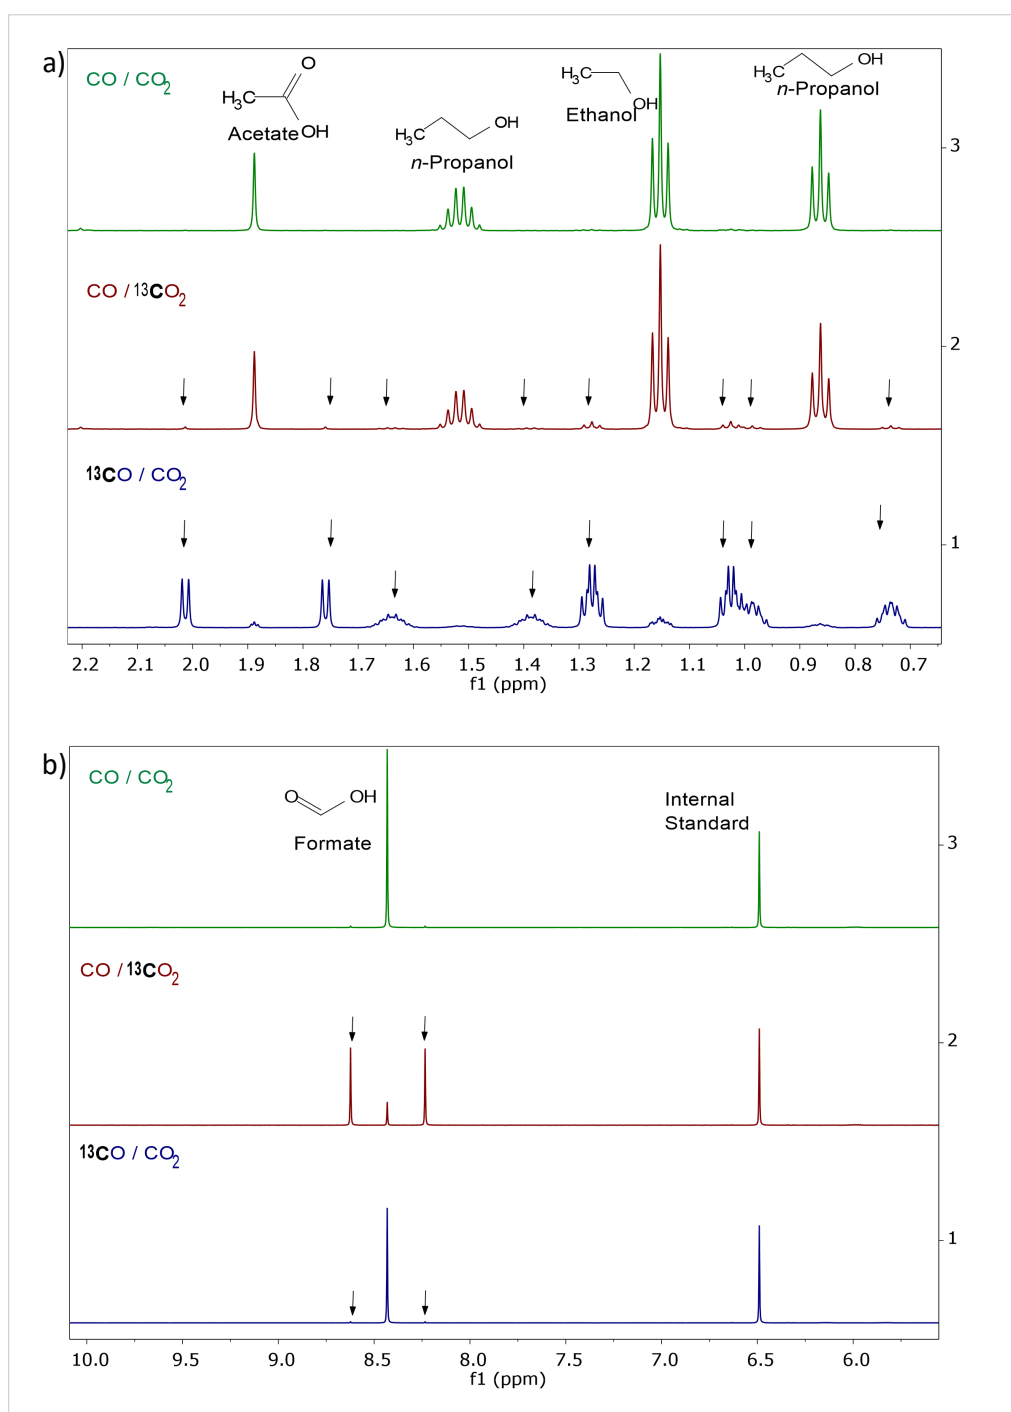 a)
CO / CO2
H3C
O
OH
Acetate
H3C
OH
n-Propanol
H3C
OH
Ethanol
H3C
OH
n-Propanol
3
CO / 13CO2
2
13CO / CO2
1
2.2 2.1 2.0 1.9 1.8 1.7 1.6 1.5 1.4 1.3 1.2 1.1 1.0 0.9 0.8 0.7
f1 (ppm)
b)
CO / CO2
O
OH
Formate
Internal
Standard
3
CO / 13CO2
2
13CO / CO2
1
10.0 9.5 9.0 8.5 8.0 7.5 7.0 6.5 6.0
f1 (ppm)